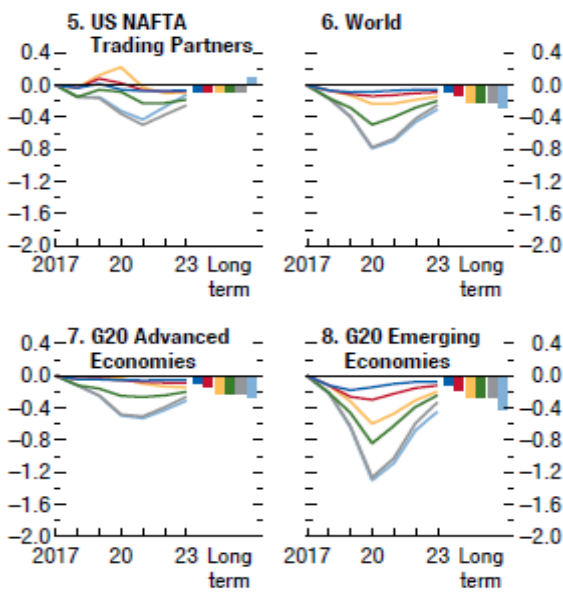 5. US NAFTA
Trading Partners
6. World
0.4
0.0
−0.4
−0.8
−1.2
−1.6
−2.0
0.4
0.0
−0.4
−0.8
−1.2
−1.6
−2.0
2017 20 23 Long
term
2017 20 23 Long
term
7. G20 Advanced
Economies
8. G20 Emerging
Economies
0.4
0.0
−0.4
−0.8
−1.2
−1.6
−2.0
0.4
0.0
−0.4
−0.8
−1.2
−1.6
−2.0
2017 20 23 Long
term
2017 20 23 Long
term